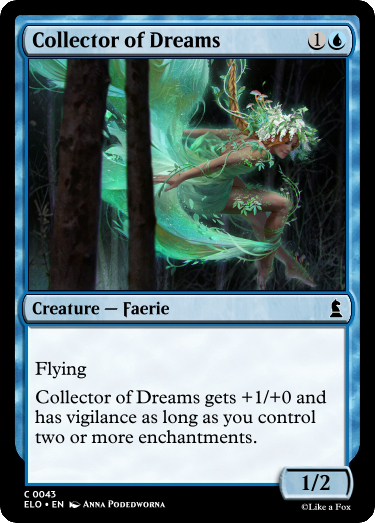 Collector of Dreams 1
Creature — Faerie
Flying
Collector of Dreams gets +1/+0 and
has vigilance as long as you control
two or more enchantments.
1/2
C 0043
ELO • EN Anna Podedworna
©Like a Fox